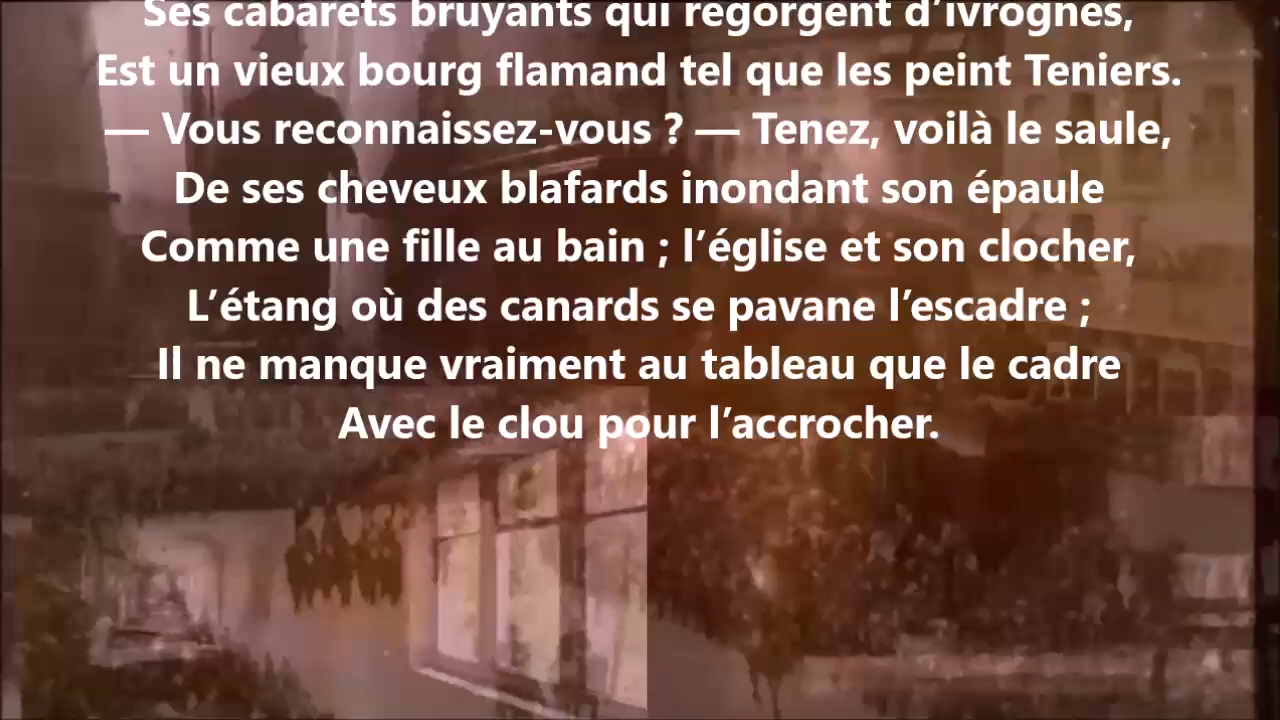 Ses cabarets bruyants qui regorgent d’ivrognes,
Est un vieux bourg flamand tel que les peint Teniers.
— Vous reconnaissez-vous ? — Tenez, voilà le saule,
De ses cheveux blafards inondant son épaule
Comme une fille au bain ; l’église et son clocher,
L’étang où des canards se pavane l’escadre ;
Il ne manque vraiment au tableau que le cadre
Avec le clou pour l’accrocher.